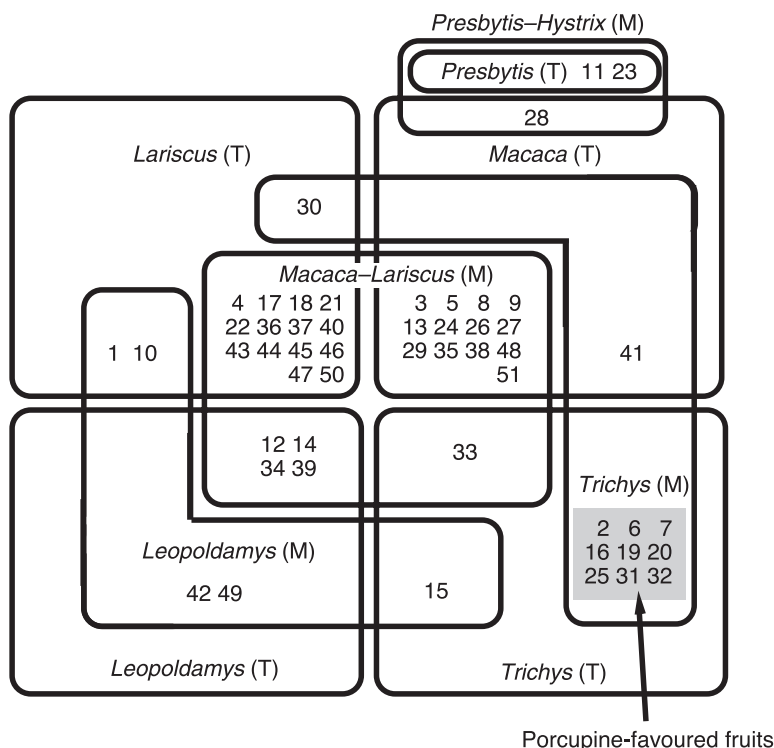 Presbytis–Hystrix (M)
Presbytis (T) 11 23
28
Lariscus (T)
Macaca (T)
30
Macaca–Lariscus (M)
4 17 18 21
22 36 37 40
43 44 45 46
47 50
3 5 8 9
13 24 26 27
29 35 38 48
51
1 10
41
12 14
34 39
33
Trichys (M)
2 6 7
16 19 20
25 31 32
Leopoldamys (M)
42 49
15
Leopoldamys (T)
Trichys (T)
Porcupine-favoured fruits